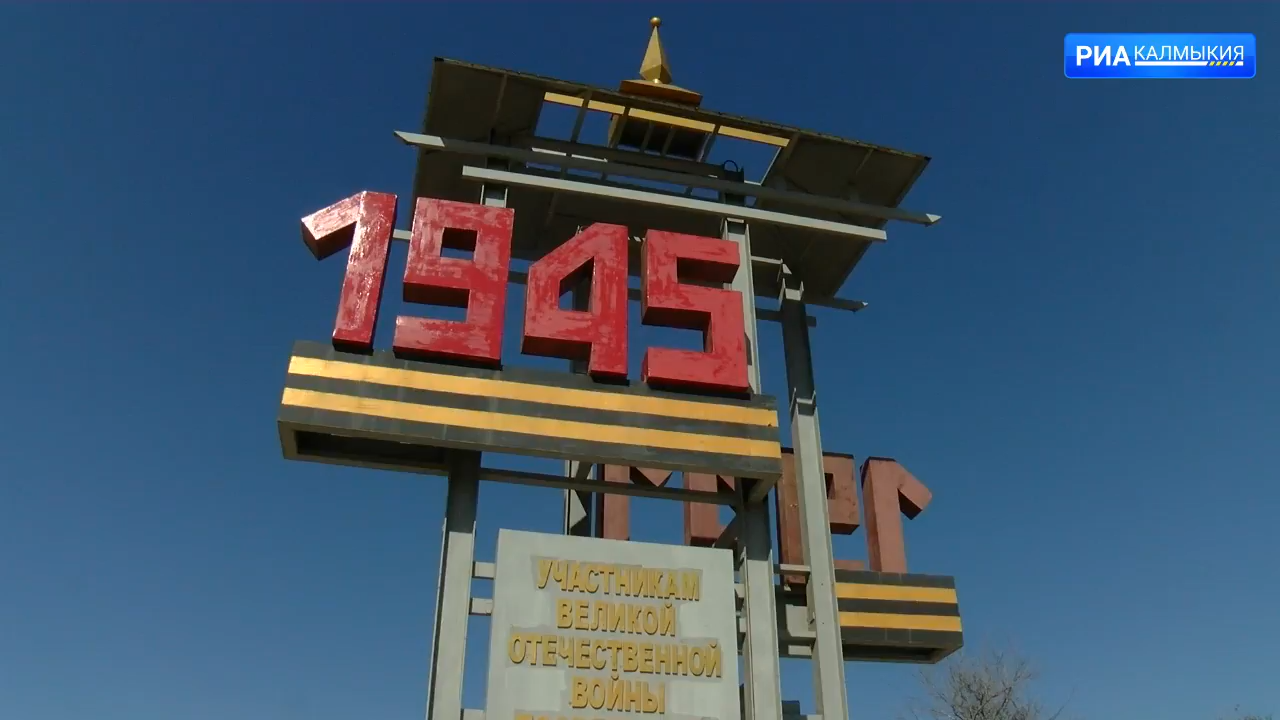 РИА КАЛМЫКИЯ
1945
УЧАСТНИКАМ
ВЕЛИКОЙ
ОТЕЧЕСТВЕННОЙ
ВОЙНЫ